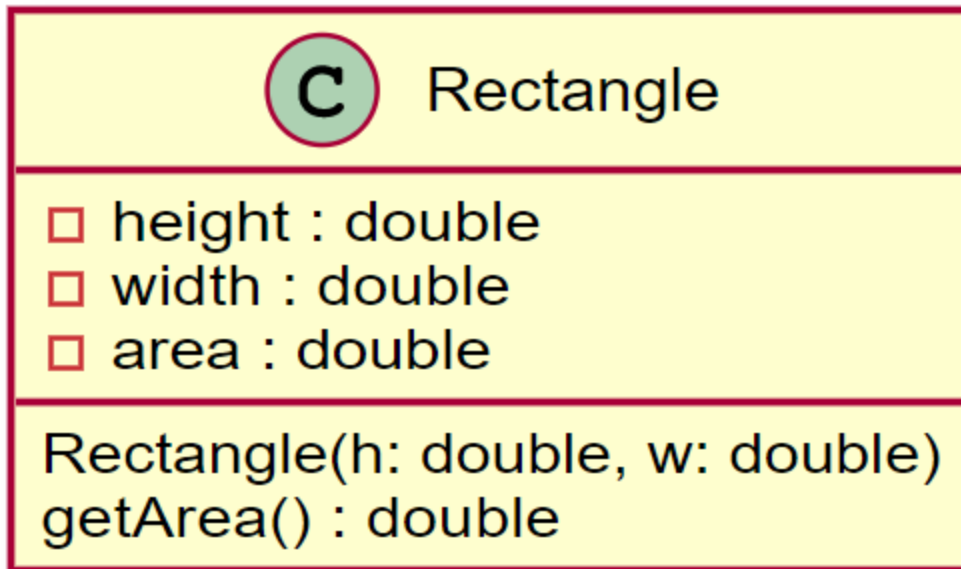 C Rectangle
height : double
width : double
area : double
Rectangle(h: double, w: double)
getArea() : double